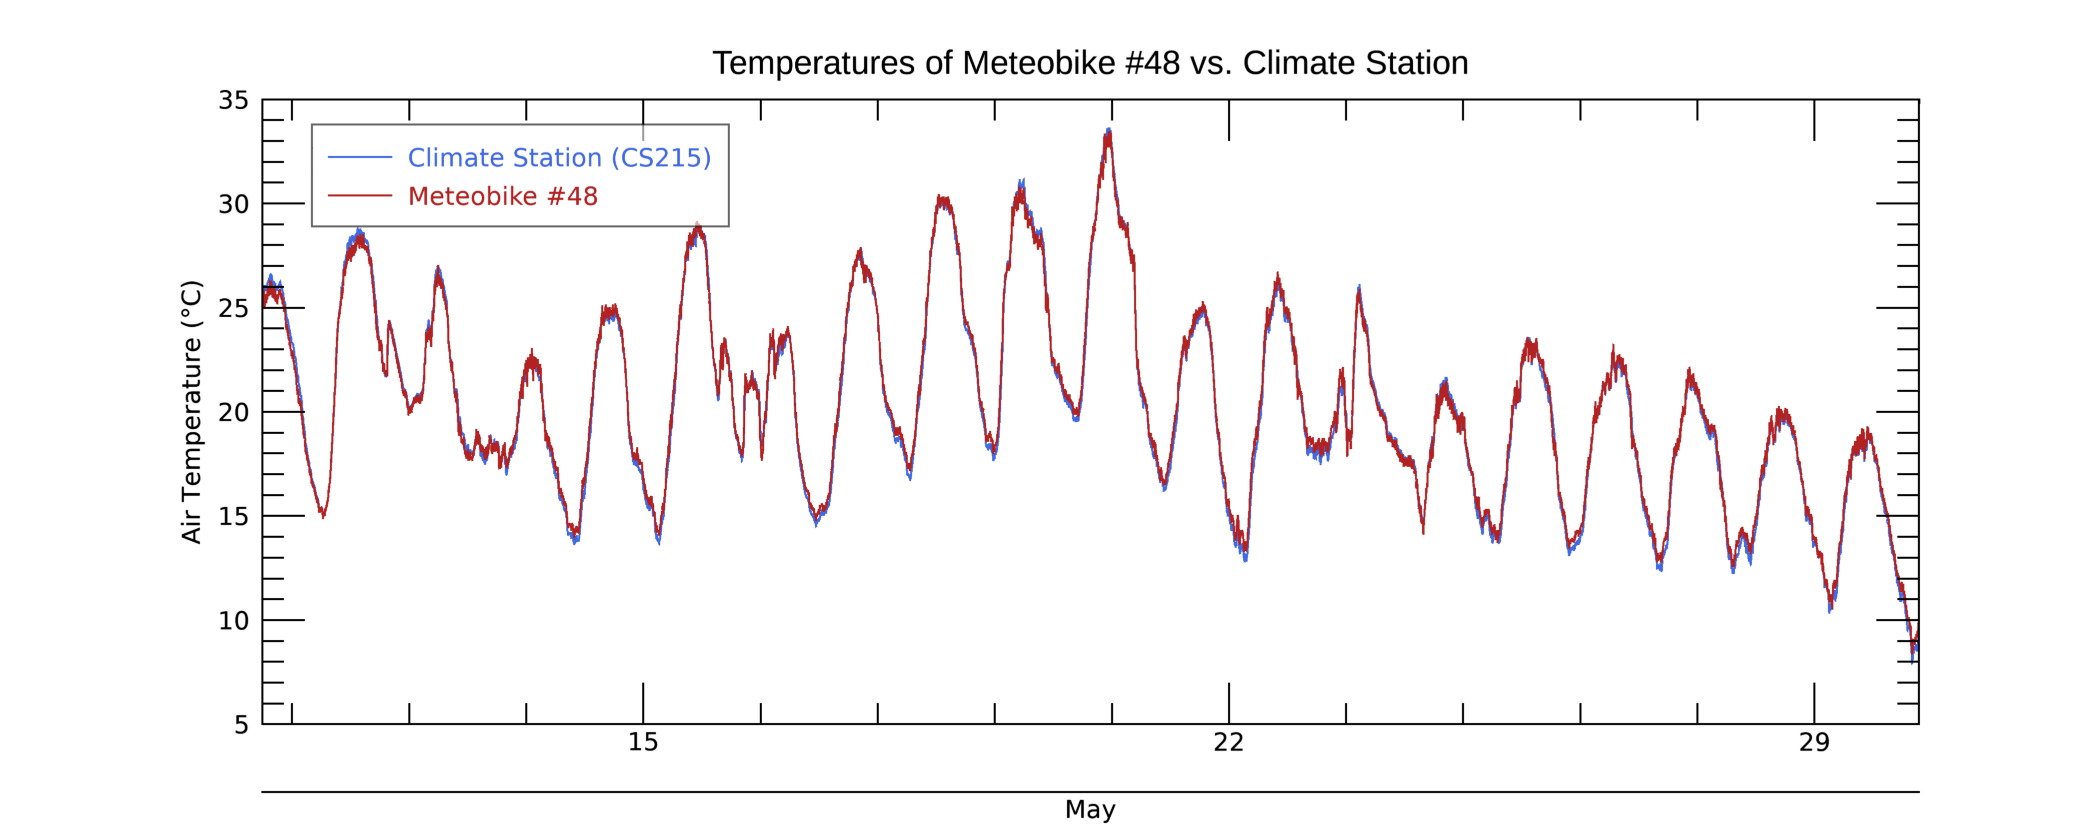 Temperatures of Meteobike #48 vs. Climate Station
35
30
25
20
15
10
5
Air Temperature (°C)
Climate Station (CS215)
Meteobike #48
15 22 29
May